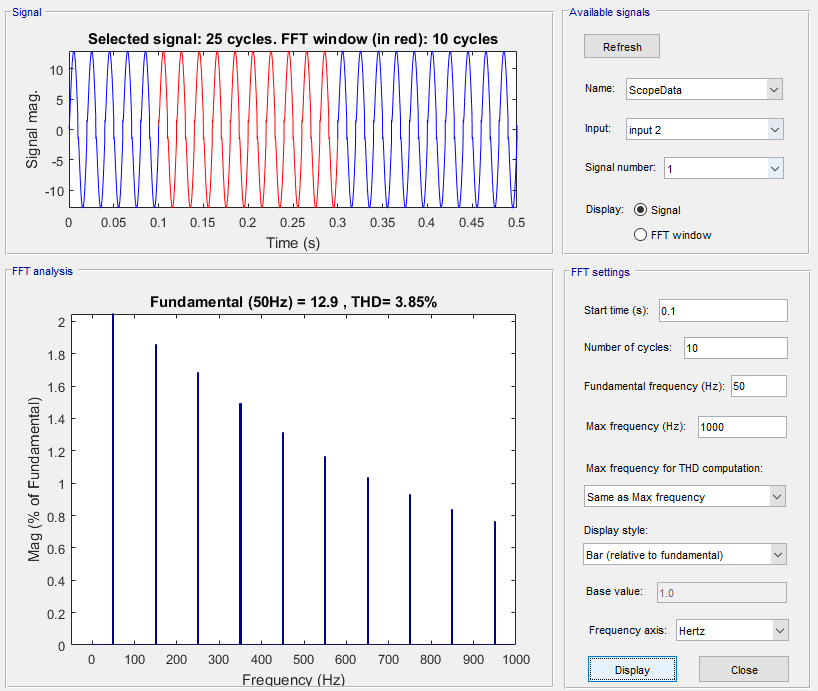 Signal
Selected signal: 25 cycles. FFT window (in red): 10 cycles
10
5
0
-5
-10
Signal mag.
0 0.05 0.1 0.15 0.2 0.25 0.3 0.35 0.4 0.45 0.5
Time (s)
FFT analysis
Fundamental (50Hz) = 12.9 , THD= 3.85%
2
1.8
1.6
1.4
1.2
1
0.8
0.6
0.4
0.2
0
Mag (% of Fundamental)
0 100 200 300 400 500 600 700 800 900 1000
Frequency (Hz)
Available signals
Refresh
Name: ScopeData
Input: input 2
Signal number: 1
Display: Signal
FFT window
FFT settings
Start time (s): 0.1
Number of cycles: 10
Fundamental frequency (Hz): 50
Max frequency (Hz): 1000
Max frequency for THD computation:
Same as Max frequency
Display style:
Bar (relative to fundamental)
Base value: 1.0
Frequency axis: Hertz
Display Close